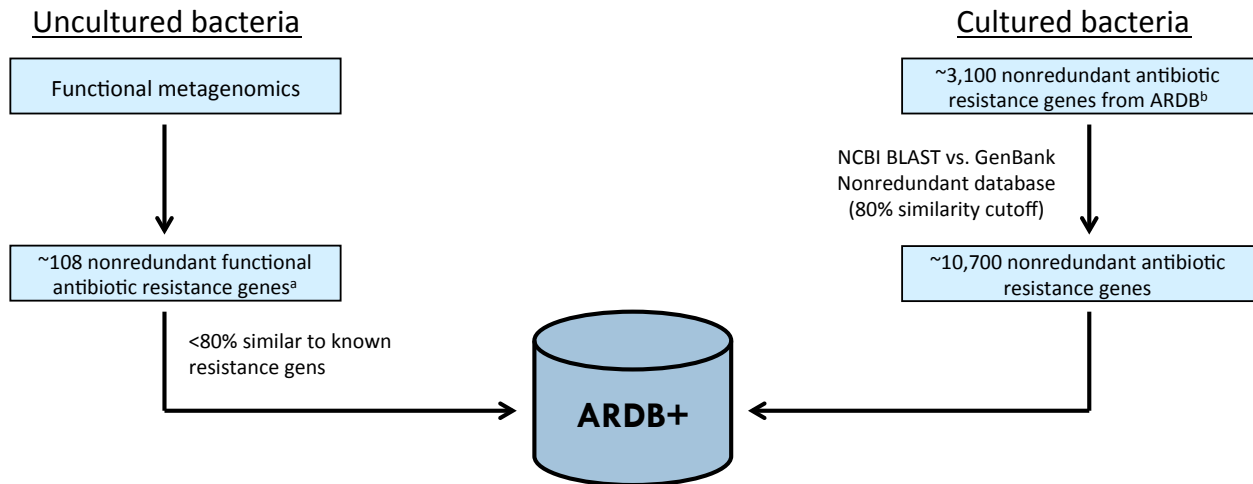 Uncultured bacteria
Functional metagenomics
~108 nonredundant functional
antibiotic resistance genesᵃ
<80% similar to known
resistance gens
Cultured bacteria
~3,100 nonredundant antibiotic
resistance genes from ARDBᵇ
NCBI BLAST vs. GenBank
Nonredundant database
(80% similarity cutoff)
~10,700 nonredundant antibiotic
resistance genes
ARDB+